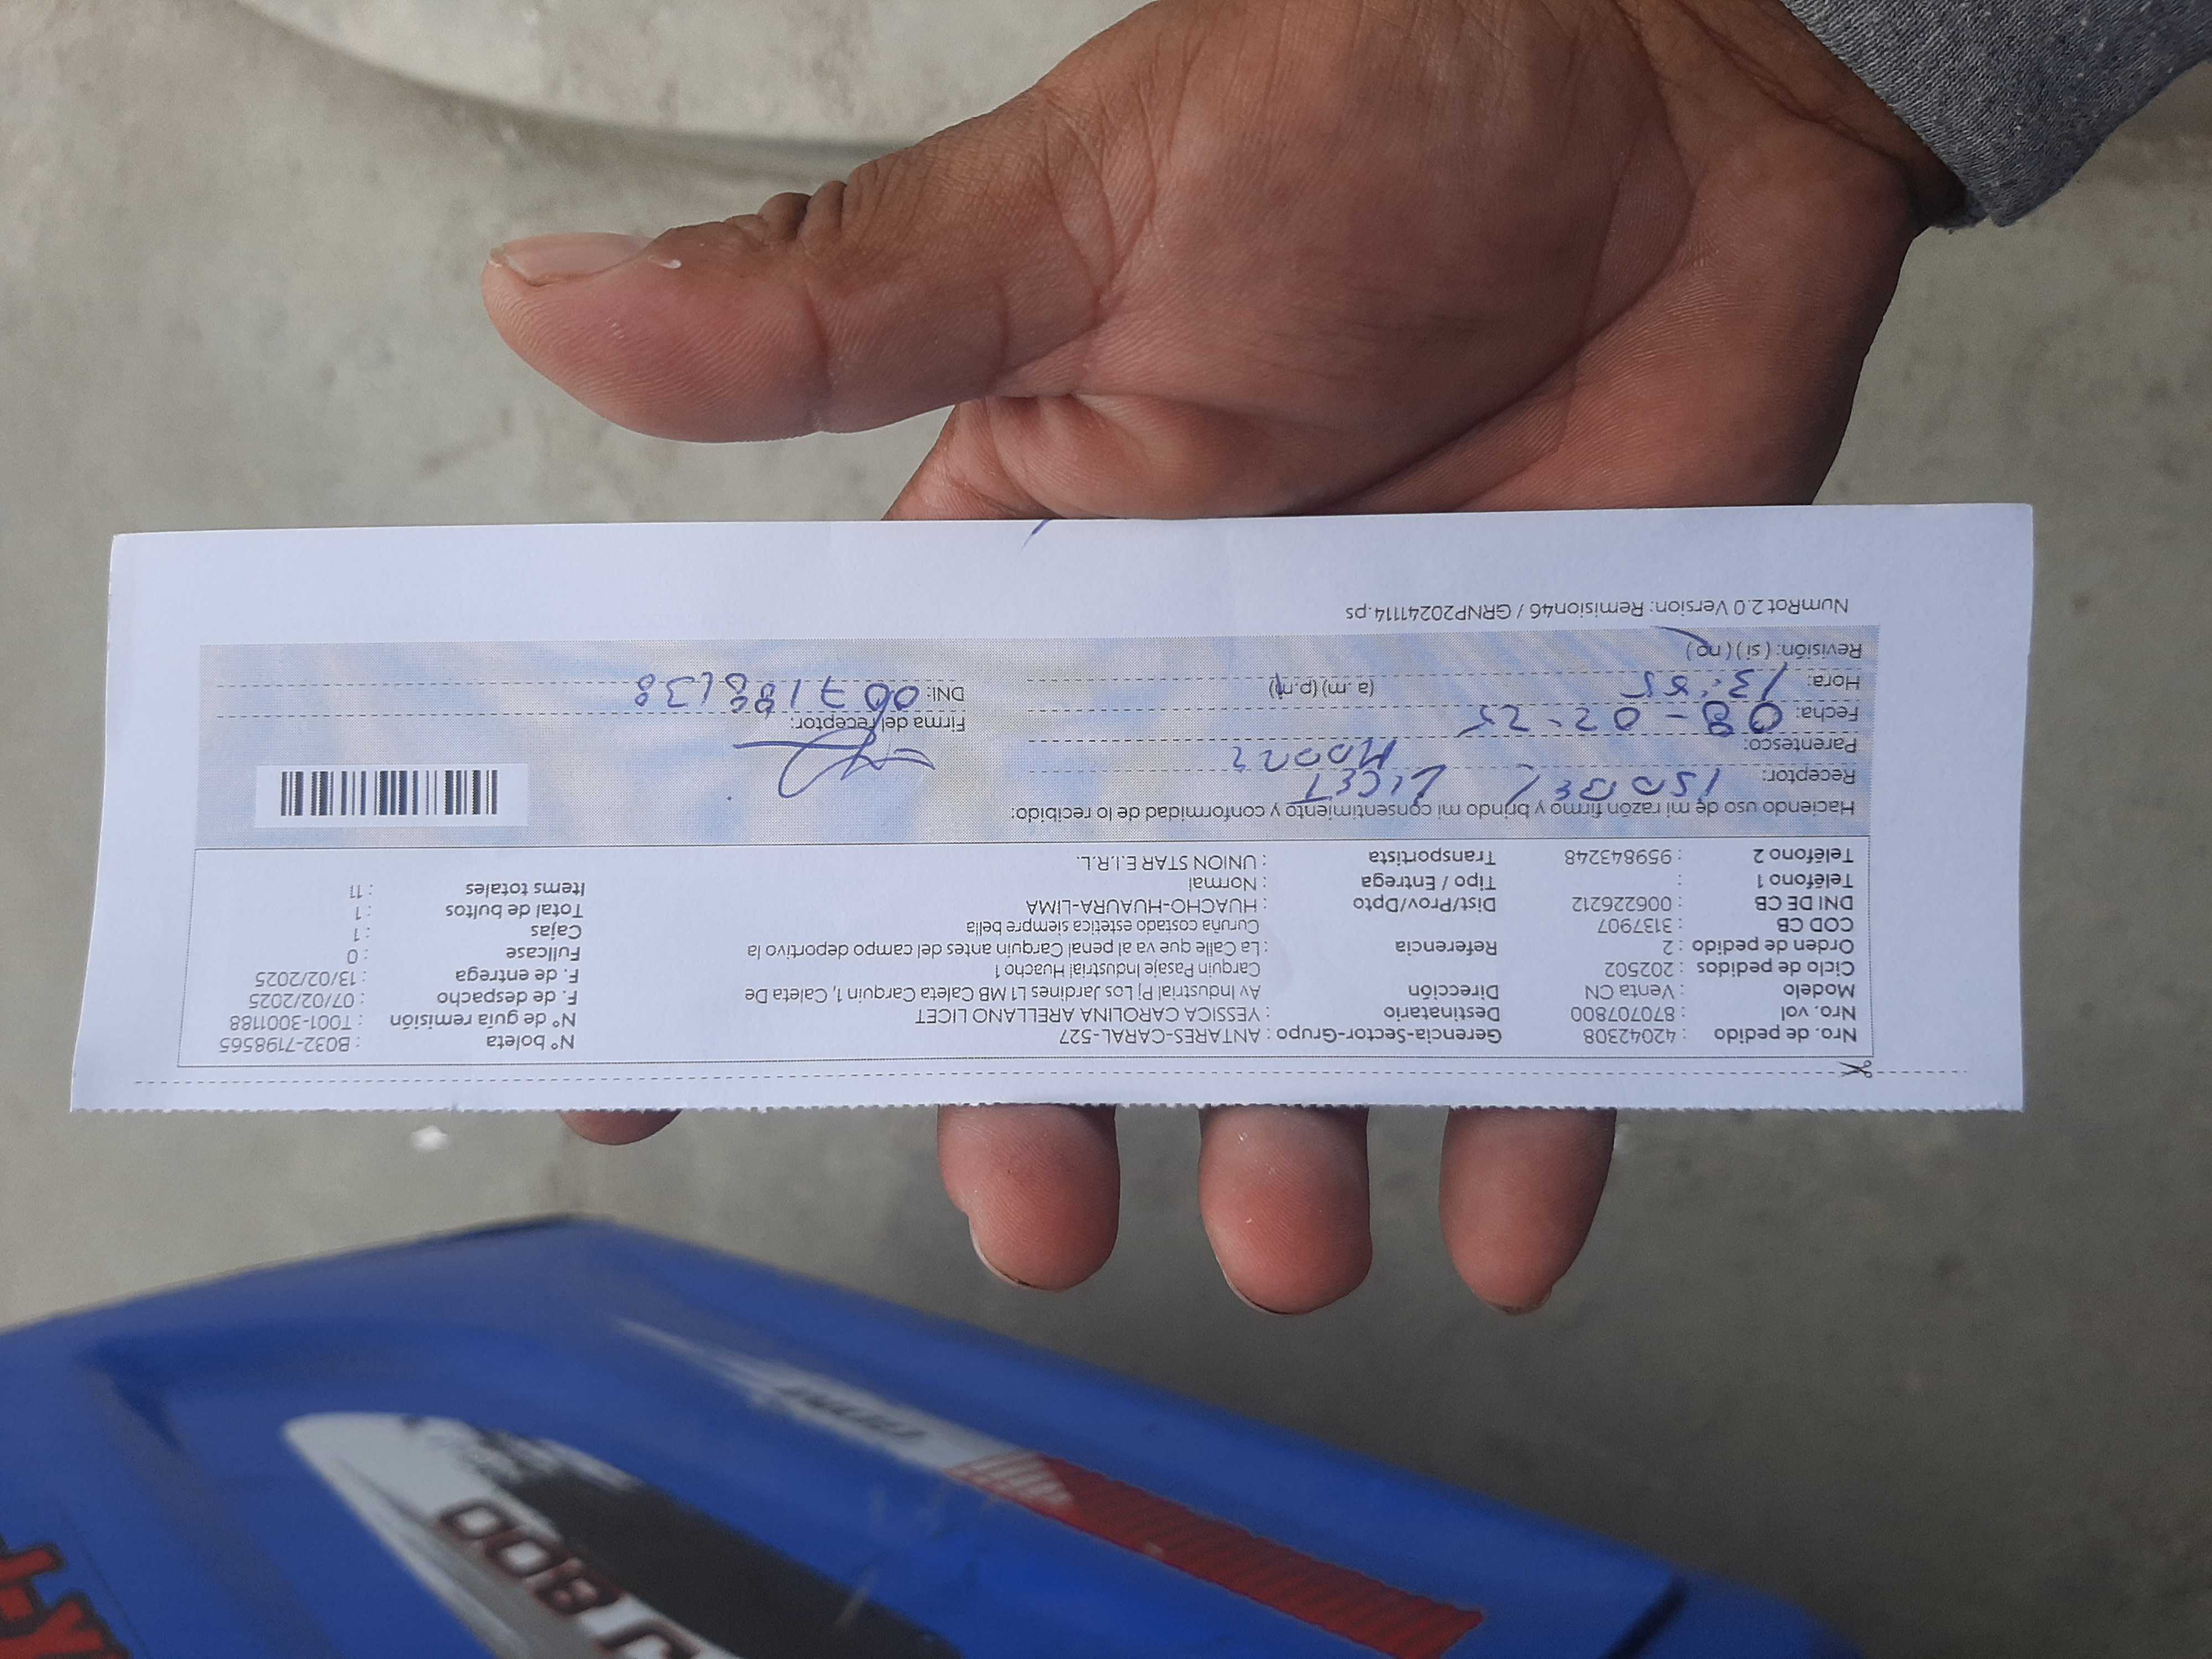 Nro. de pedido : 42042308 Gerencia-Sector-Grupo : ANTARES-CARAL-527 N° boleta : B032-7198565
Nro. vol : 870707800 Destinatario : YESSICA CAROLINA ARELLANO LICET N° de guia remisión : T001-3001188
Modelo : Venta CN Dirección Av Industrial Pj Los Jardines L1 MB Caleta Carquin 1, Caleta De F. de despacho : 07/02/2025
Ciclo de pedidos : 202502 Carquin Pasaje Industrial Huacho 1 F. de entrega : 13/02/2025
Orden de pedido : 2 Referencia : La Calle que va al penal Carquin antes del campo deportivo la Fullcase : 0
COD CB : 3137907 Curuña costado estética siempre bella Cajas : 1
DNI DE CB : 006226212 Dist/Prov/Dpto : HUACHO-HUAURA-LIMA Total de bultos : 1
Teléfono 1 : Tipo / Entrega : Normal Items totales : 11
Teléfono 2 : 959843248 Transportista : UNION STAR E.I.R.L.
Haciendo uso de mi razón firmo y brindo mi consentimiento y conformidad de lo recibido:
Receptor: ISABEL LICET
Parentesco: MADRE
Fecha: 08-02-25 Firma del receptor:
Hora: 13:55 (a.m) (p.m) DNI:
Revisión: (si) (no)
NumRot 2.0 Version: Remision46 / GRNP20241114.ps
800